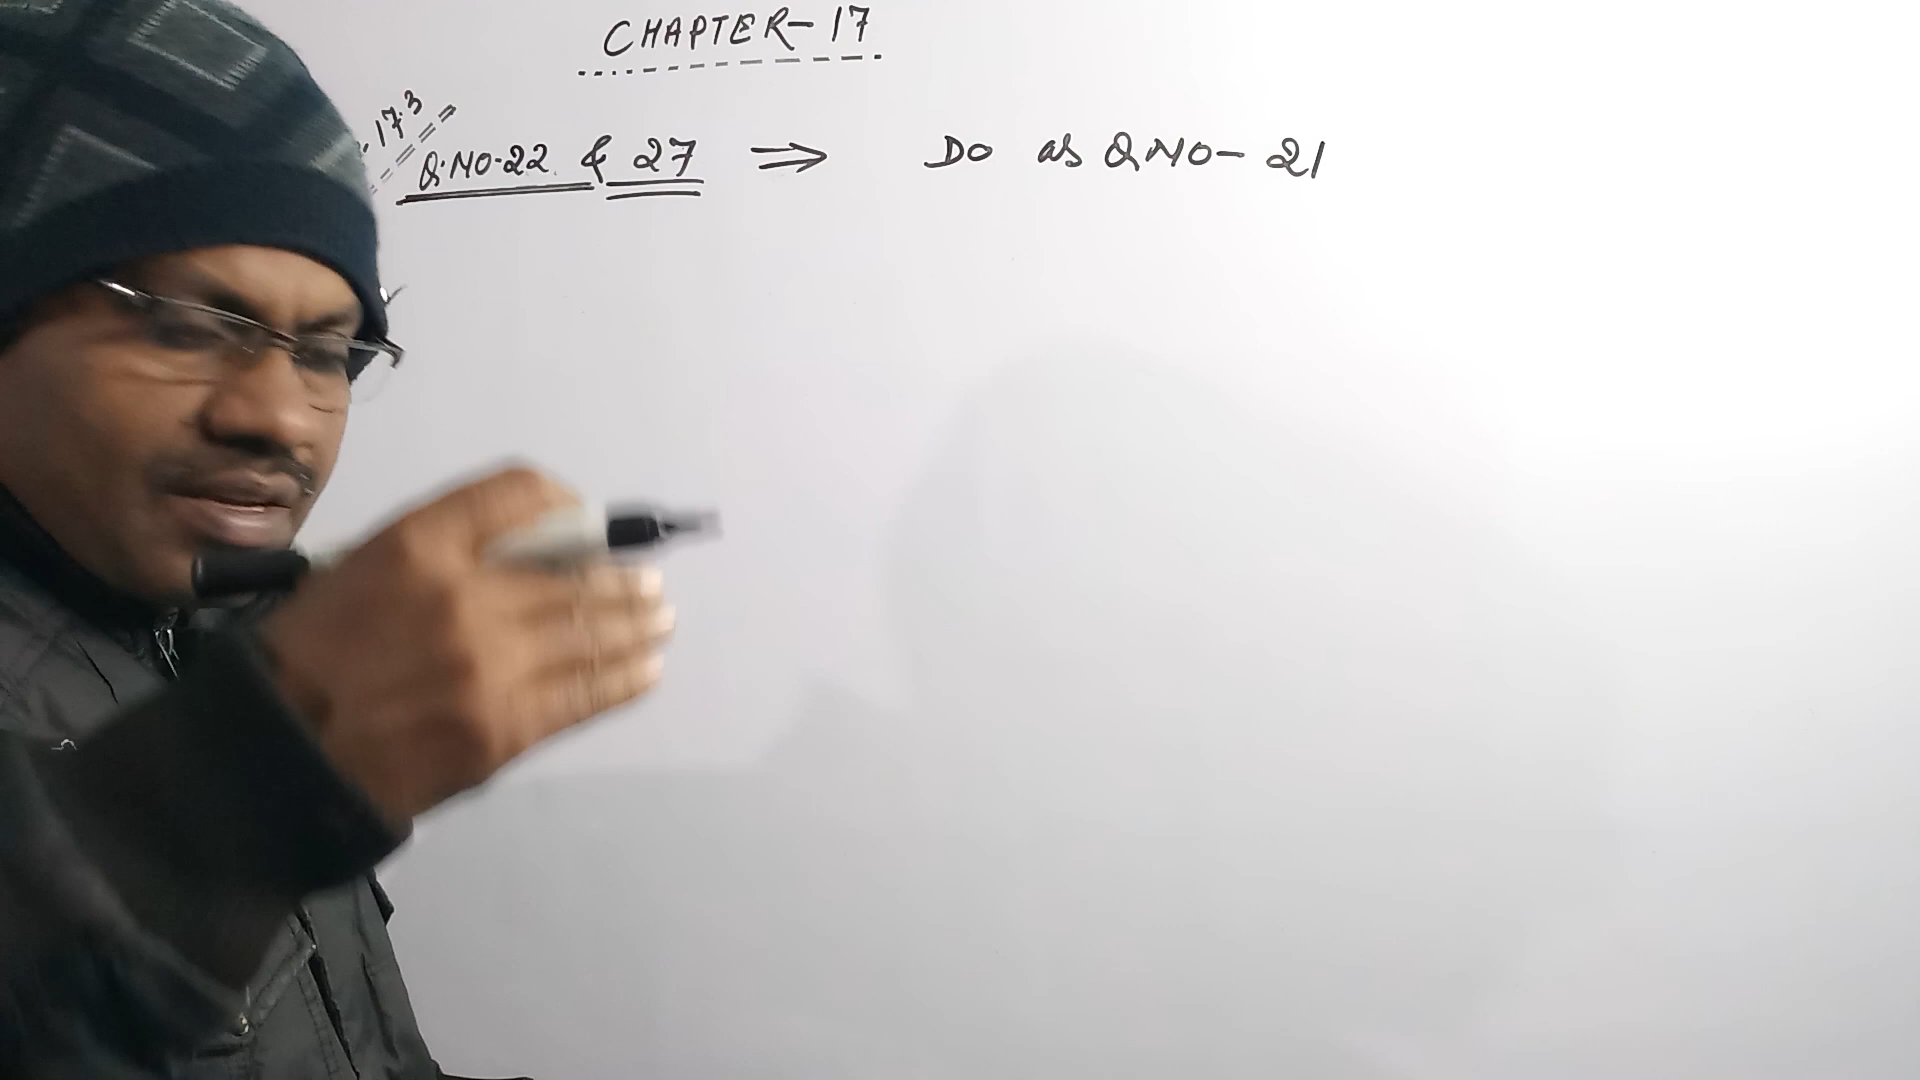 CHAPTER-17
. 17.3
Q.NO-22 & 27 ⇒ Do as Q NO- 21